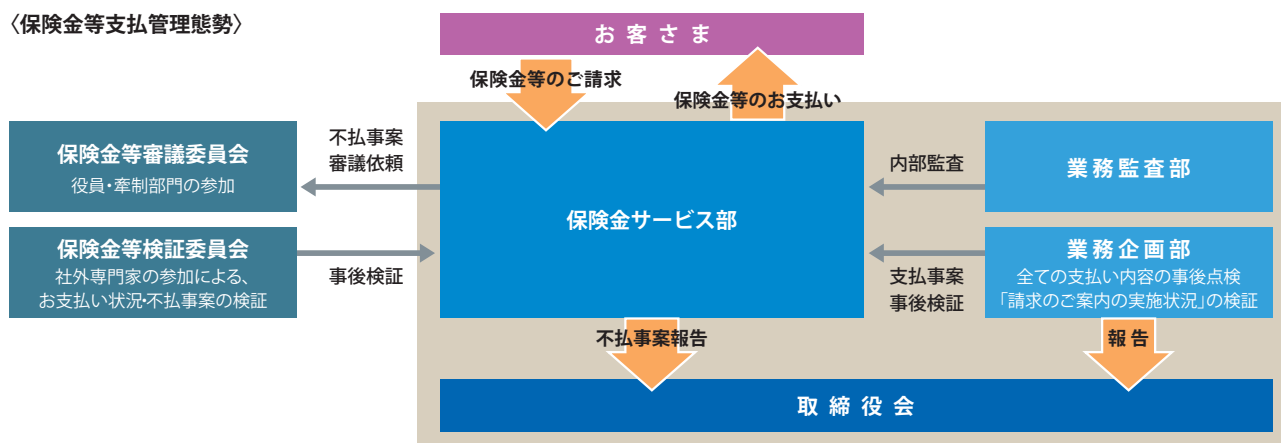 〈保険金等支払管理態勢〉
お客さま
保険金等のご請求
保険金等のお支払い
保険金等審議委員会
役員・牽制部門の参加
不払事案
審議依頼
保険金サービス部
内部監査
業務監査部
保険金等検証委員会
社外専門家の参加による、
お支払い状況・不払事案の検証
事後検証
支払事案
事後検証
業務企画部
全ての支払い内容の事後点検
「請求のご案内の実施状況」の検証
不払事案報告
報告
取締役会